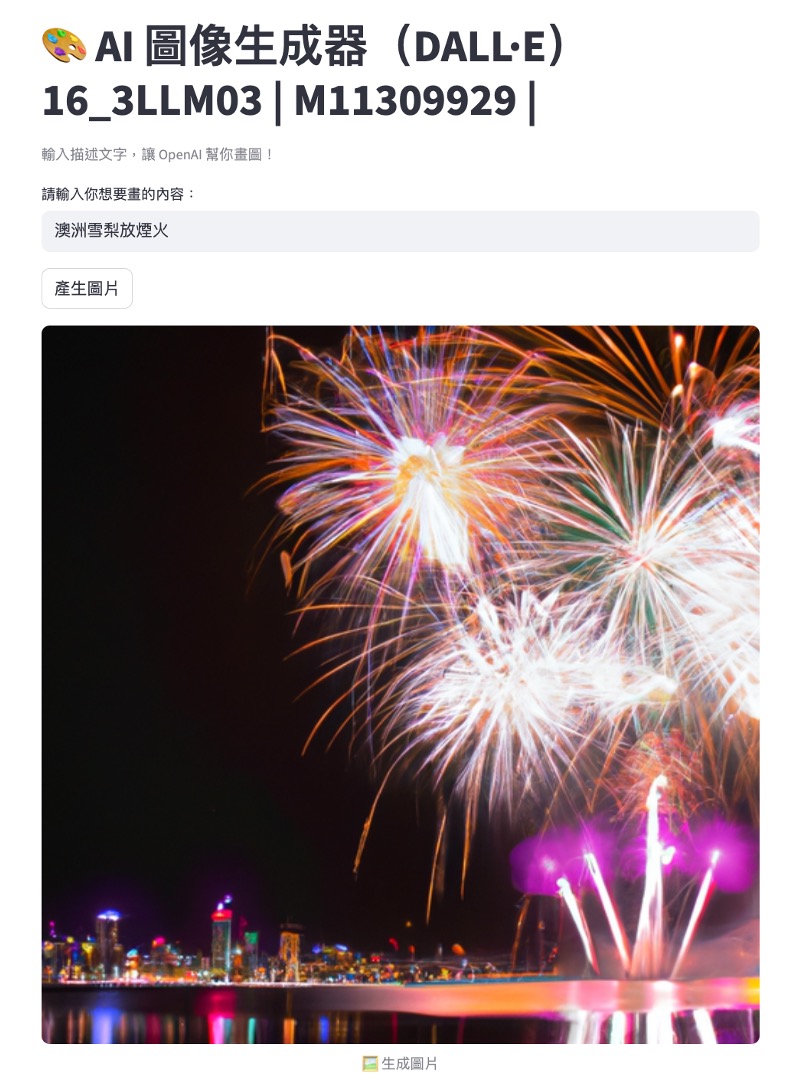 🎨 AI 圖像生成器（DALL·E）
16_3LLM03 | M11309929 |
輸入描述文字，讓 OpenAI 幫你畫圖！
請輸入你想要畫的內容：
澳洲雪梨放煙火
產生圖片
🖼️ 生成圖片